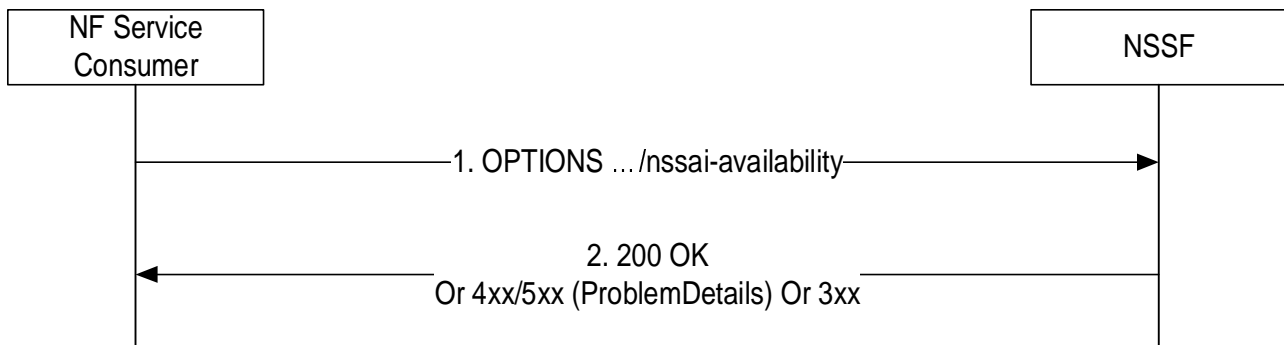 NF Service
Consumer
NSSF
1. OPTIONS … /nssai-availability
2. 200 OK
Or 4xx/5xx (ProblemDetails) Or 3xx